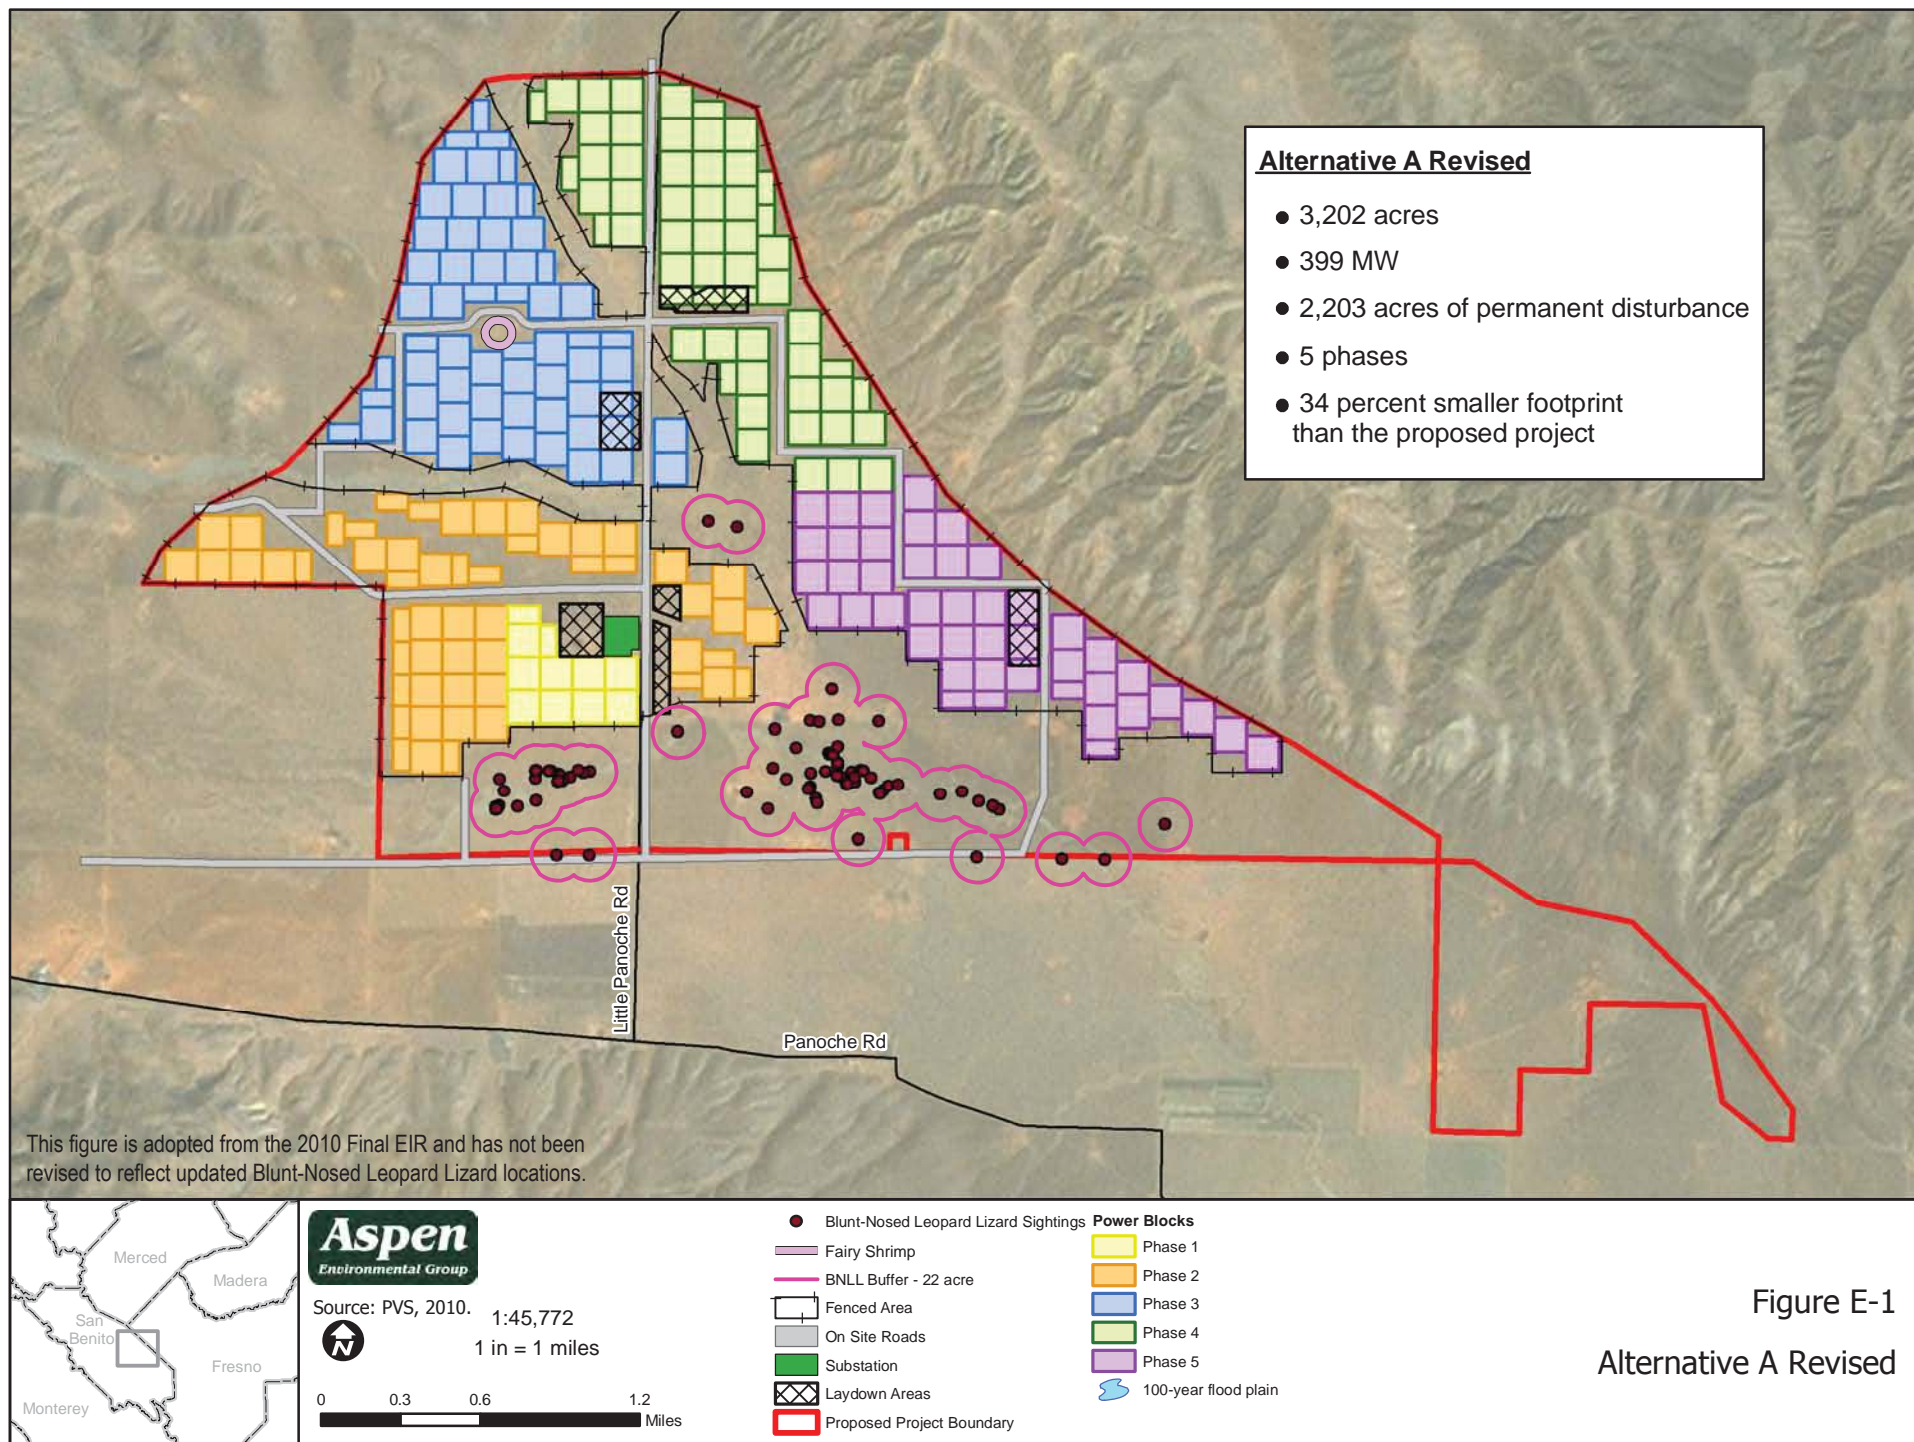 Alternative A Revised
● 3,202 acres
● 399 MW
● 2,203 acres of permanent disturbance
● 5 phases
● 34 percent smaller footprint
than the proposed project
Little Panoche Rd
Panoche Rd
This figure is adopted from the 2010 Final EIR and has not been
revised to reflect updated Blunt-Nosed Leopard Lizard locations.
Merced
Madera
San
Benito
Fresno
Monterey
Aspen
Environmental Group
Source: PVS, 2010.
1:45,772
1 in = 1 miles
N
0 0.3 0.6 1.2
Miles
Blunt-Nosed Leopard Lizard Sightings
Fairy Shrimp
BNLL Buffer - 22 acre
Fenced Area
On Site Roads
Substation
Laydown Areas
Proposed Project Boundary
Power Blocks
Phase 1
Phase 2
Phase 3
Phase 4
Phase 5
100-year flood plain
Figure E-1
Alternative A Revised